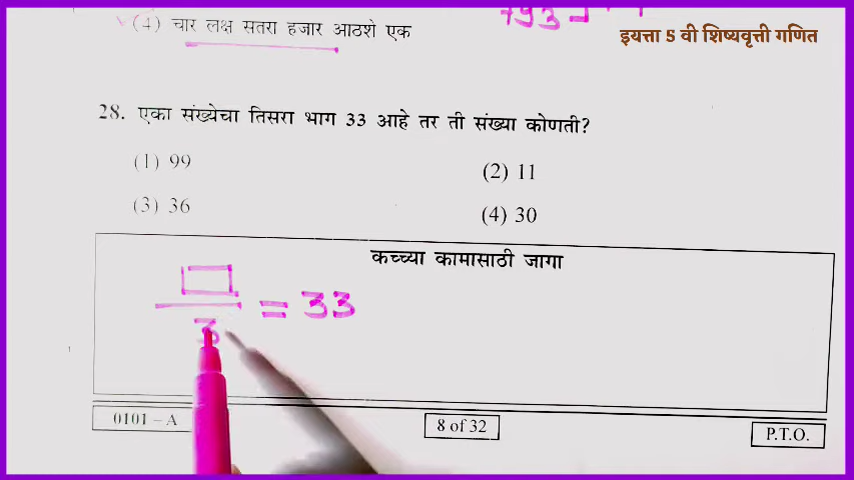 (4) चार लक्ष सतरा हजार आठशे एक
इयत्ता 5 वी शिष्यवृत्ती गणित
28. एका संख्येचा तिसरा भाग 33 आहे तर ती संख्या कोणती?
(1) 99
(2) 11
(3) 36
(4) 30
कच्च्या कामासाठी जागा
3 = 33
0101 – A
8 of 32
P.T.O.